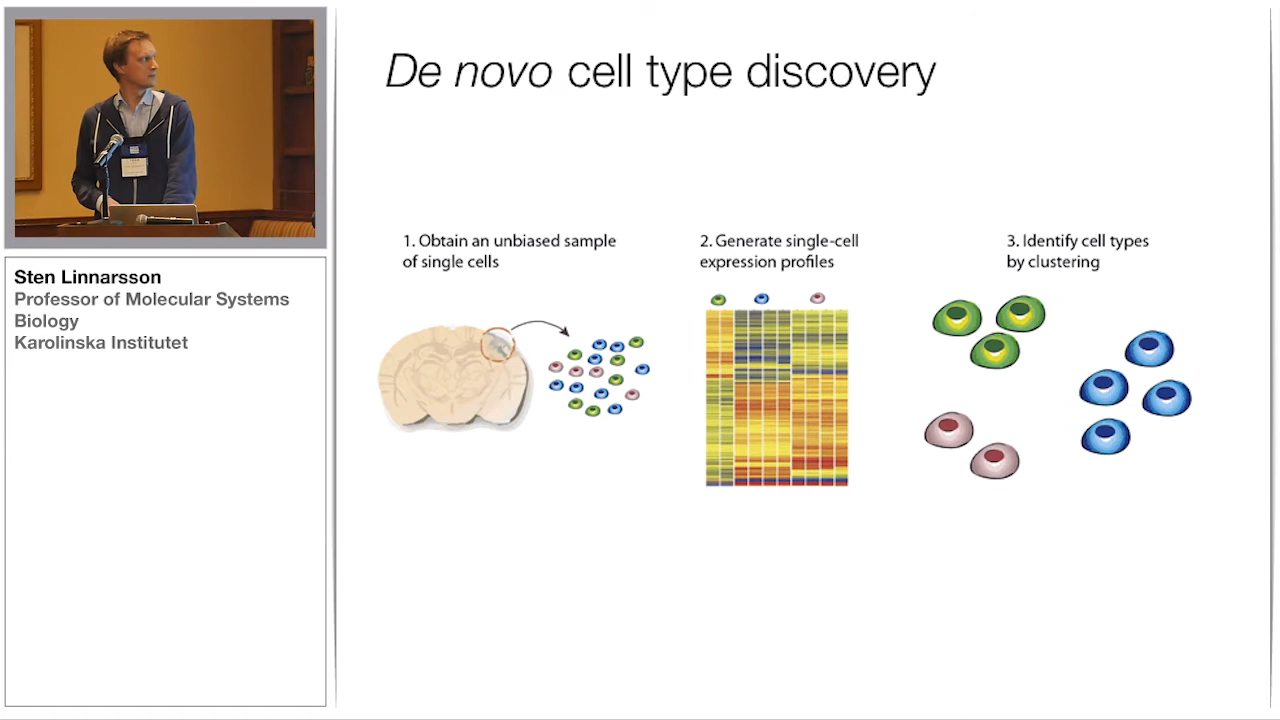 De novo cell type discovery
1. Obtain an unbiased sample
of single cells
2. Generate single-cell
expression profiles
3. Identify cell types
by clustering
Sten Linnarsson
Professor of Molecular Systems
Biology
Karolinska Institutet